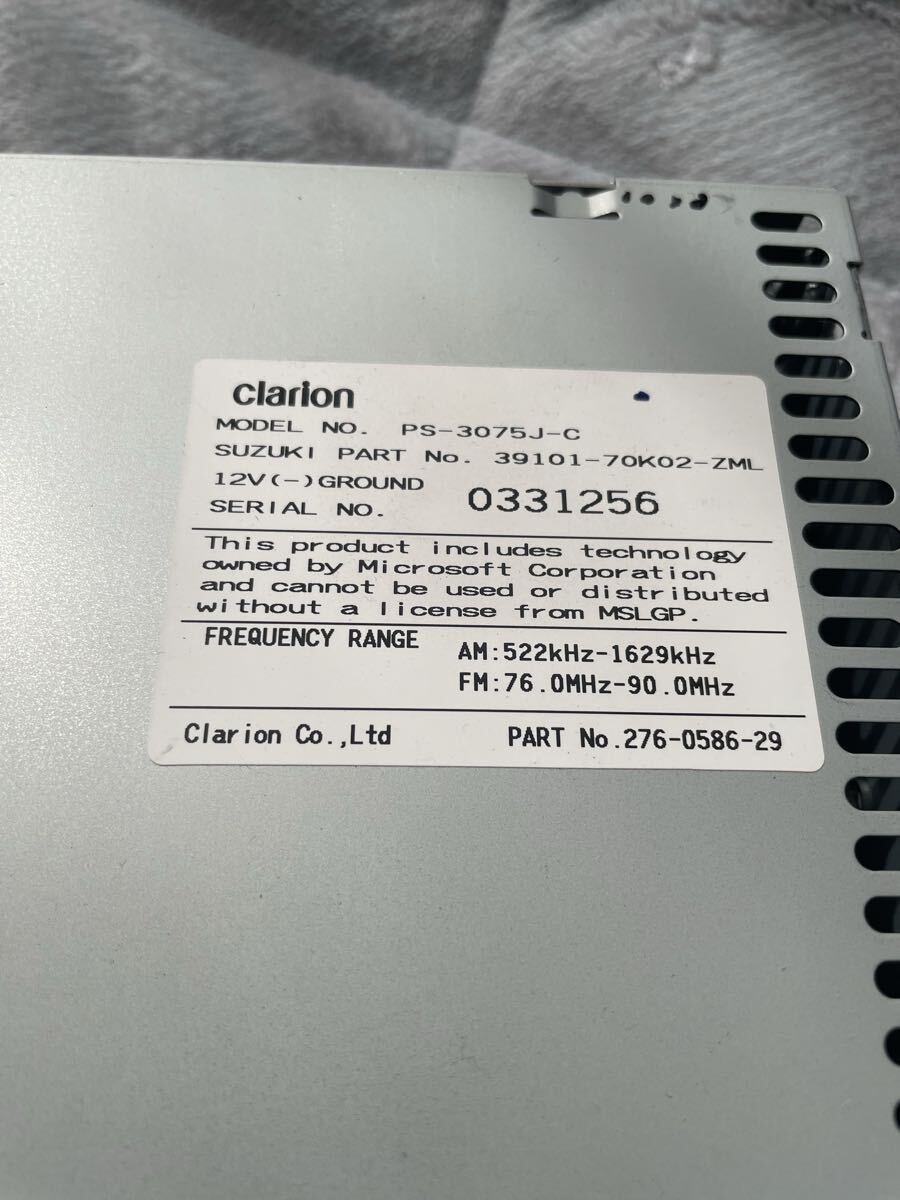 clarion
MODEL NO. PS-3075J-C
SUZUKI PART No. 39101-70K02-ZML
12V(-)GROUND
SERIAL NO. 0331256
This product includes technology
owned by Microsoft Corporation
and cannot be used or distributed
without a license from MSLGP.
FREQUENCY RANGE AM:522kHz-1629kHz
FM:76.0MHz-90.0MHz
Clarion Co.,Ltd PART No.276-0586-29